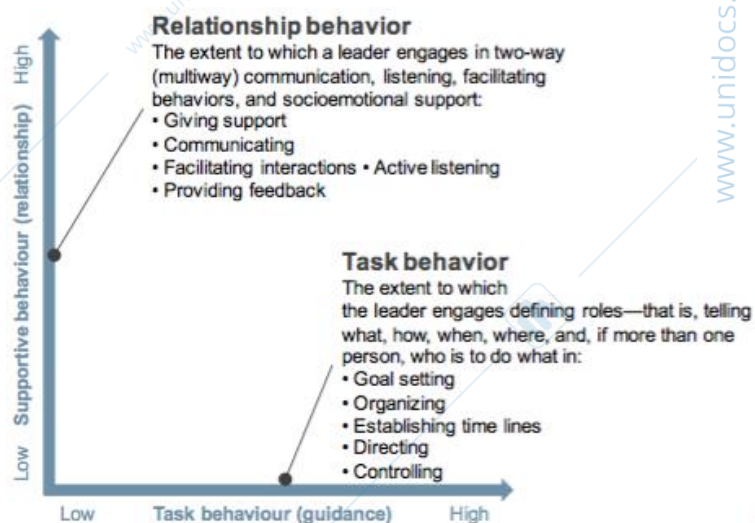 Relationship behavior
The extent to which a leader engages in two-way
(multiway) communication, listening, facilitating
behaviors, and socioemotional support:
• Giving support
• Communicating
• Facilitating interactions • Active listening
• Providing feedback
High
Supportive behaviour (relationship)
Low
Task behavior
The extent to which
the leader engages defining roles—that is, telling
what, how, when, where, and, if more than one
person, who is to do what in:
• Goal setting
• Organizing
• Establishing time lines
• Directing
• Controlling
Low
Task behaviour (guidance)
High
www.unidocs.